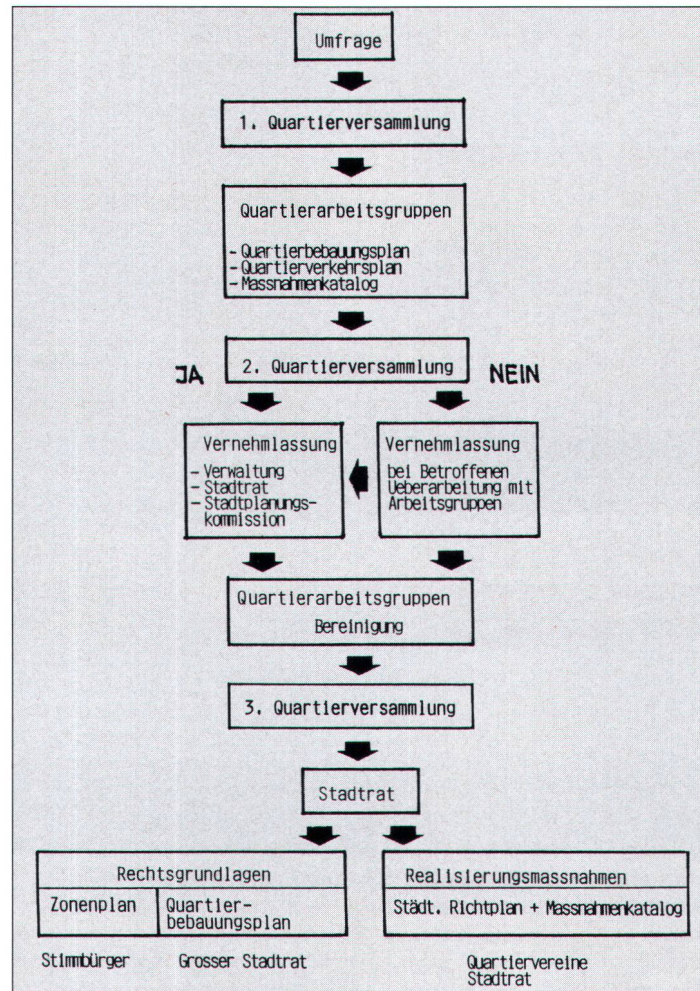 Umfrage
1. Quartierversammlung
Quartierarbeitsgruppen
- Quartierbebauungsplan
- Quartierverkehrsplan
- Massnahmenkatalog
2. Quartierversammlung
JA
NEIN
Vernehmlassung
- Verwaltung
- Stadtrat
- Stadtplanungs-
kommission
Vernehmlassung
bei Betroffenen
Ueberarbeitung mit
Arbeitsgruppen
Quartierarbeitsgruppen
Bereinigung
3. Quartierversammlung
Stadtrat
Rechtsgrundlagen
Zonenplan
Quartier-
bebauungsplan
Stimmbürger
Grosser Stadtrat
Realisierungsmassnahmen
Städt. Richtplan + Massnahmenkatalog
Quartiervereine
Stadtrat